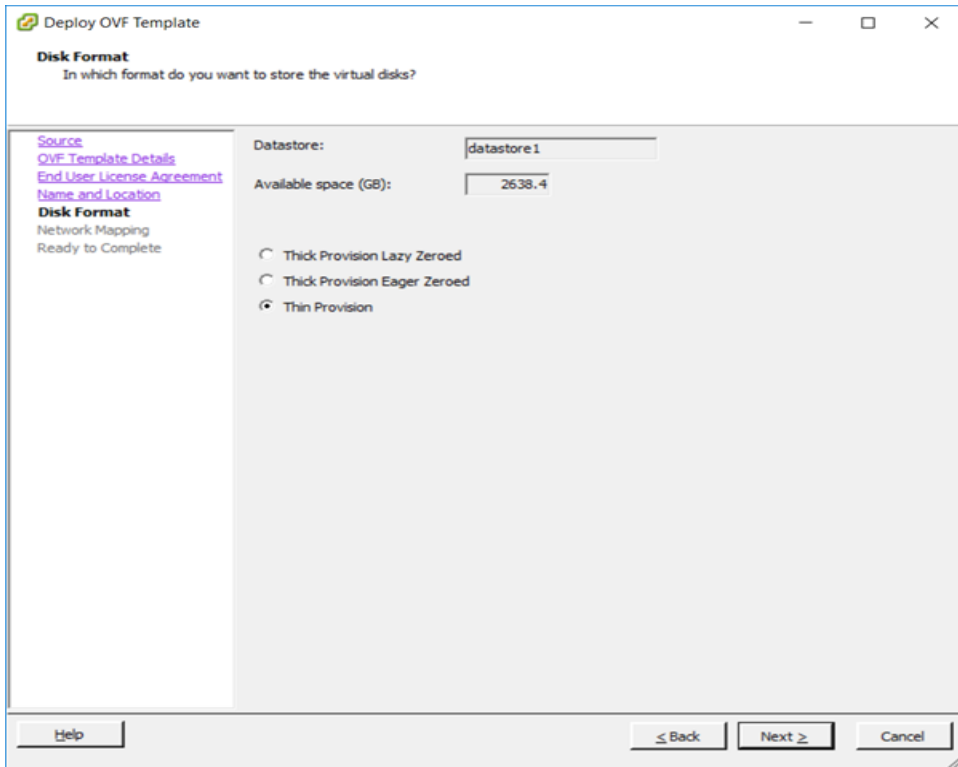 Deploy OVF Template
Disk Format
In which format do you want to store the virtual disks?
Source
OVF Template Details
End User License Agreement
Name and Location
Disk Format
Network Mapping
Ready to Complete
Datastore: datastore1
Available space (GB): 2638.4
Thick Provision Lazy Zeroed
Thick Provision Eager Zeroed
Thin Provision
Help
< Back
Next >
Cancel